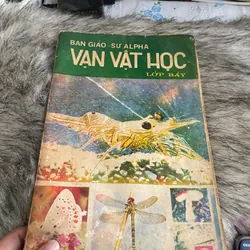 BAN GIÁO-SƯ ALPHA
VẠN VẬT HỌC
LỚP BẢY